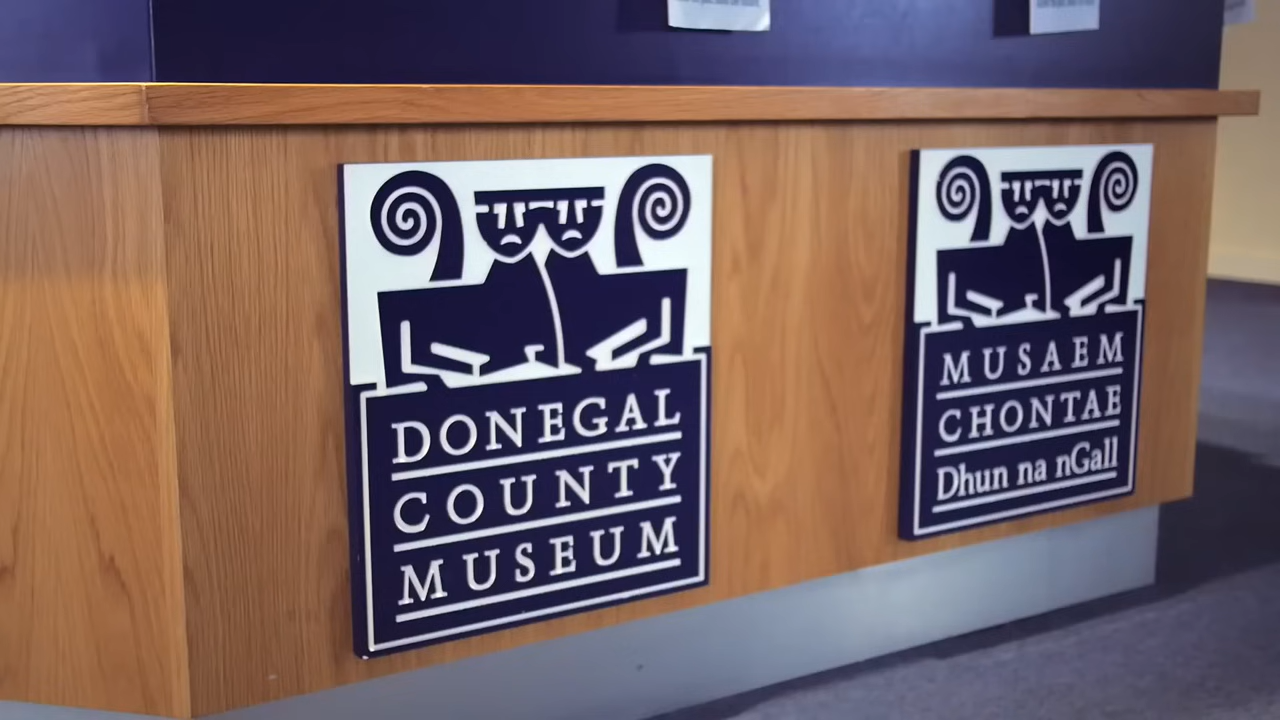 DONEGAL
COUNTY
MUSEUM
MUSAEM
CHONTAE
Dhun na nGall